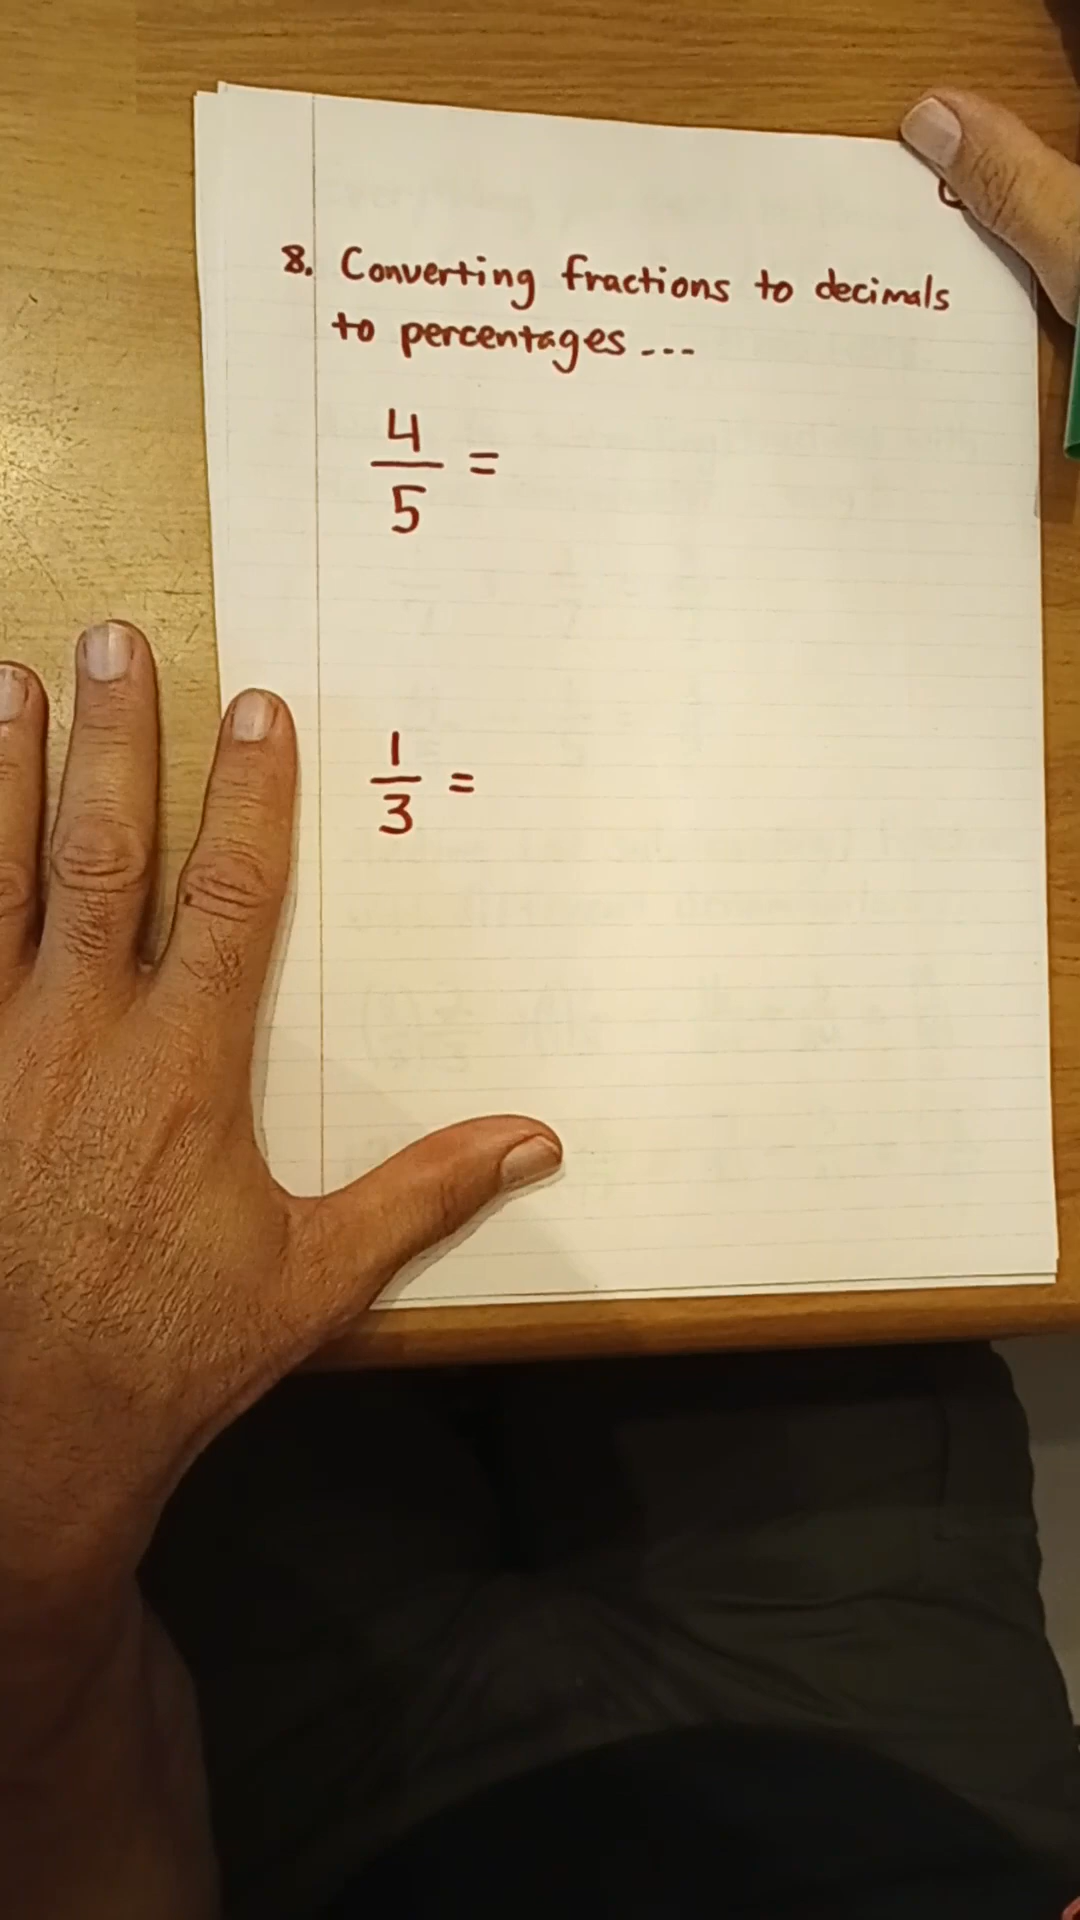 8. Converting fractions to decimals
to percentages ...
4/5 =
1/3 =